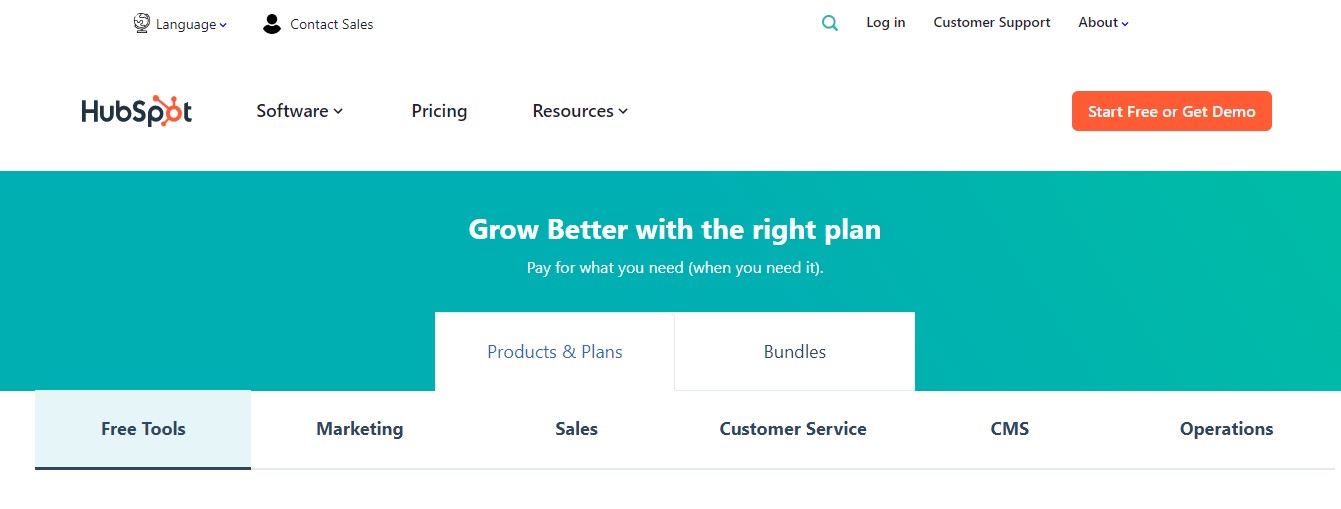 Language
Contact Sales
Log in
Customer Support
About
HubSpot
Software
Pricing
Resources
Start Free or Get Demo
Grow Better with the right plan
Pay for what you need (when you need it).
Products & Plans
Bundles
Free Tools
Marketing
Sales
Customer Service
CMS
Operations